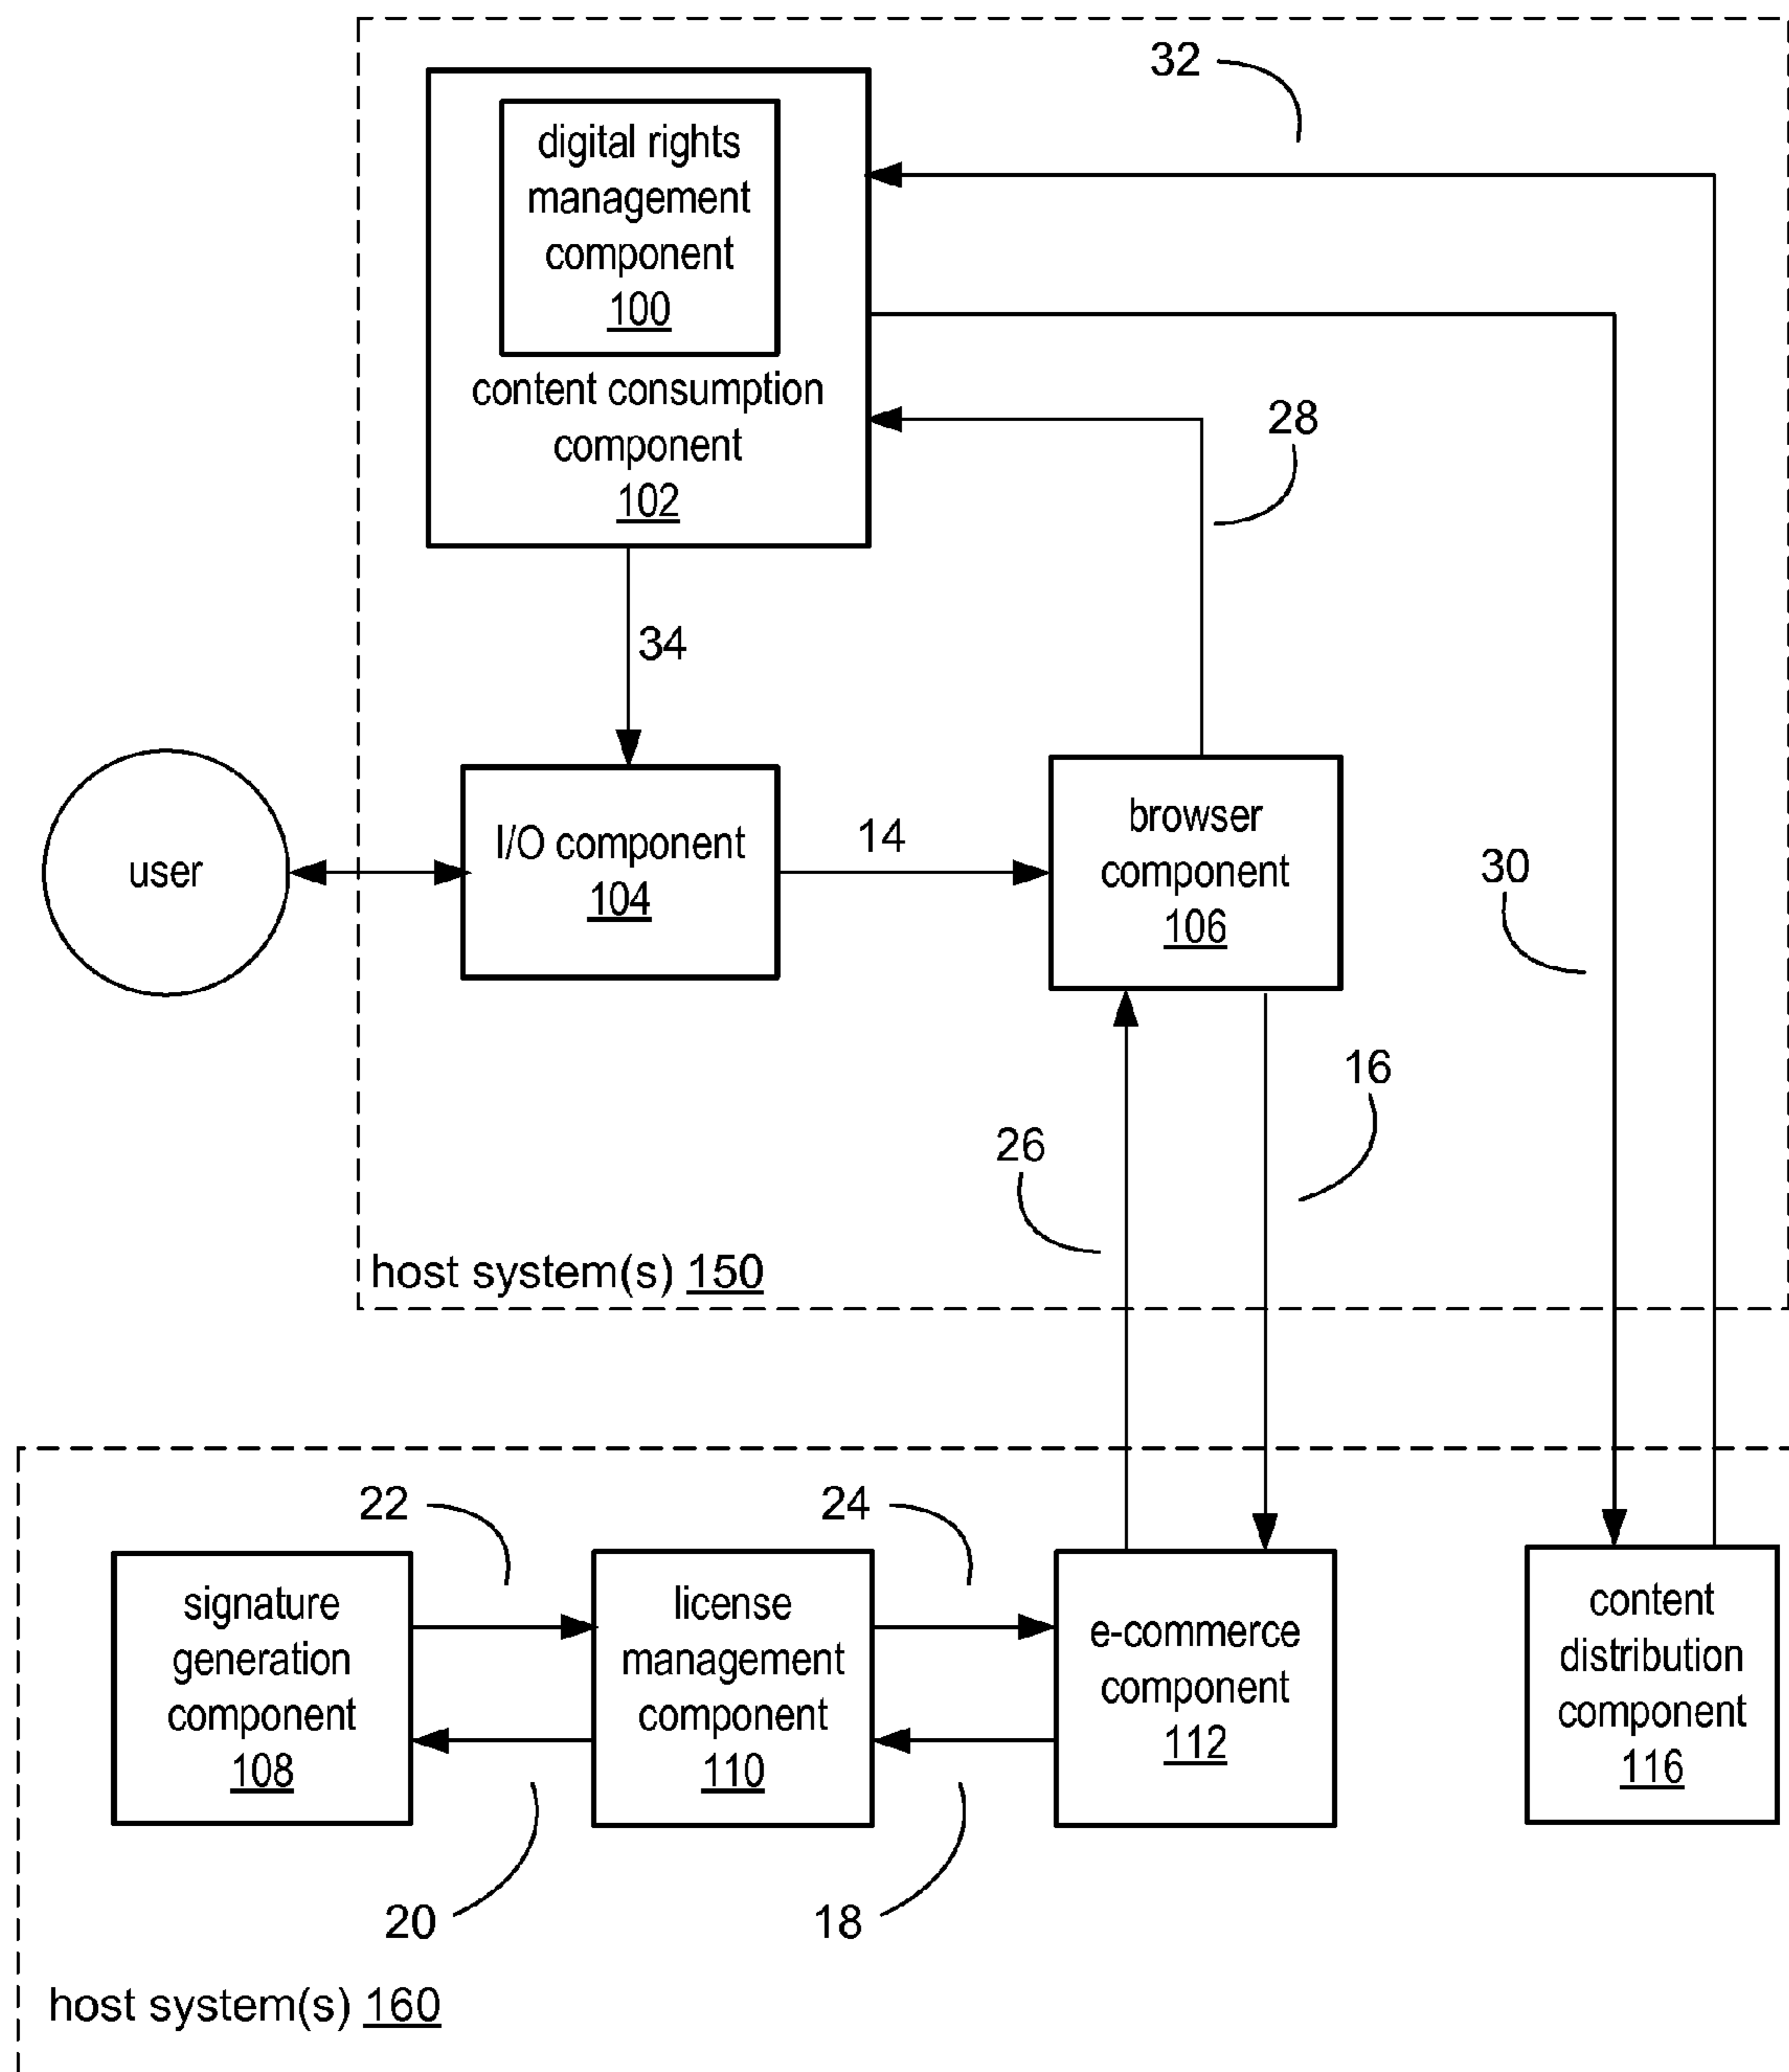 32
digital rights
management
component
100
content consumption
component
102
28
34
I/O component
104
14
browser
component
106
user
30
16
26
host system(s) 150
22
24
signature
generation
component
108
license
management
component
110
e-commerce
component
112
content
distribution
component
116
20
18
host system(s) 160